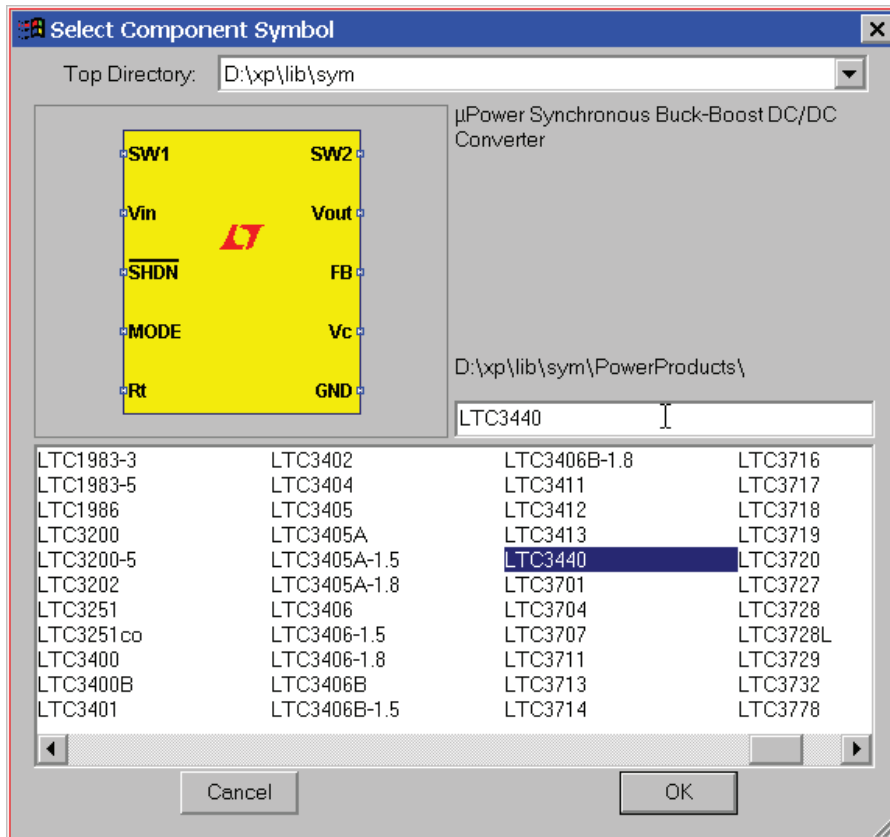 Select Component Symbol
Top Directory: D:\xp\lib\sym
µPower Synchronous Buck-Boost DC/DC
Converter
SW1 SW2
Vin Vout
SHDN FB
MODE Vc
Rt GND
D:\xp\lib\sym\PowerProducts\
LTC3440
LTC1983-3 LTC3402 LTC3406B-1.8 LTC3716
LTC1983-5 LTC3404 LTC3411 LTC3717
LTC1986 LTC3405 LTC3412 LTC3718
LTC3200 LTC3405A LTC3413 LTC3719
LTC3200-5 LTC3405A-1.5 LTC3440 LTC3720
LTC3202 LTC3405A-1.8 LTC3701 LTC3727
LTC3251 LTC3406 LTC3704 LTC3728
LTC3251co LTC3406-1.5 LTC3707 LTC3728L
LTC3400 LTC3406-1.8 LTC3711 LTC3729
LTC3400B LTC3406B LTC3713 LTC3732
LTC3401 LTC3406B-1.5 LTC3714 LTC3778
Cancel OK